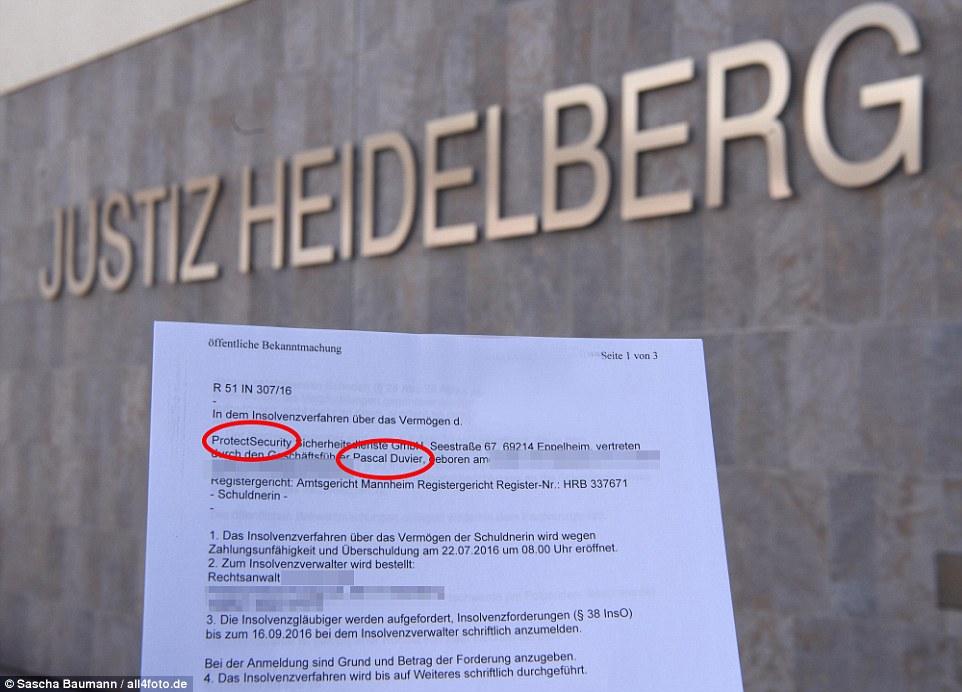 JUSTIZ HEIDELBERG
öffentliche Bekanntmachung
Seite 1 von 3
R 51 IN 307/16
-
In dem Insolvenzverfahren über das Vermögen d.
ProtectSecurity Sicherheitsdienste GmbH, Seestraße 67, 69214 Eppelheim, vertreten
durch den Geschäftsführer Pascal Duvier, geboren am
Registergericht: Amtsgericht Mannheim Registergericht Register-Nr.: HRB 337671
- Schuldnerin -
-
1. Das Insolvenzverfahren über das Vermögen der Schuldnerin wird wegen
Zahlungsunfähigkeit und Überschuldung am 22.07.2016 um 08.00 Uhr eröffnet.
2. Zum Insolvenzverwalter wird bestellt:
Rechtsanwalt
3. Die Insolvenzgläubiger werden aufgefordert, Insolvenzforderungen (§ 38 InsO)
bis zum 16.09.2016 bei dem Insolvenzverwalter schriftlich anzumelden.
Bei der Anmeldung sind Grund und Betrag der Forderung anzugeben.
4. Das Insolvenzverfahren wird bis auf Weiteres schriftlich durchgeführt.
© Sascha Baumann / all4foto.de